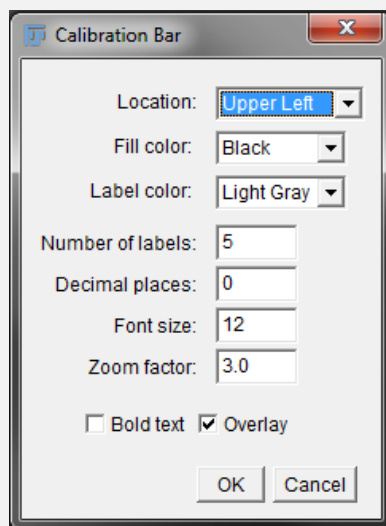 Calibration Bar
Location: Upper Left
Fill color: Black
Label color: Light Gray
Number of labels: 5
Decimal places: 0
Font size: 12
Zoom factor: 3.0
Bold text Overlay
OK Cancel